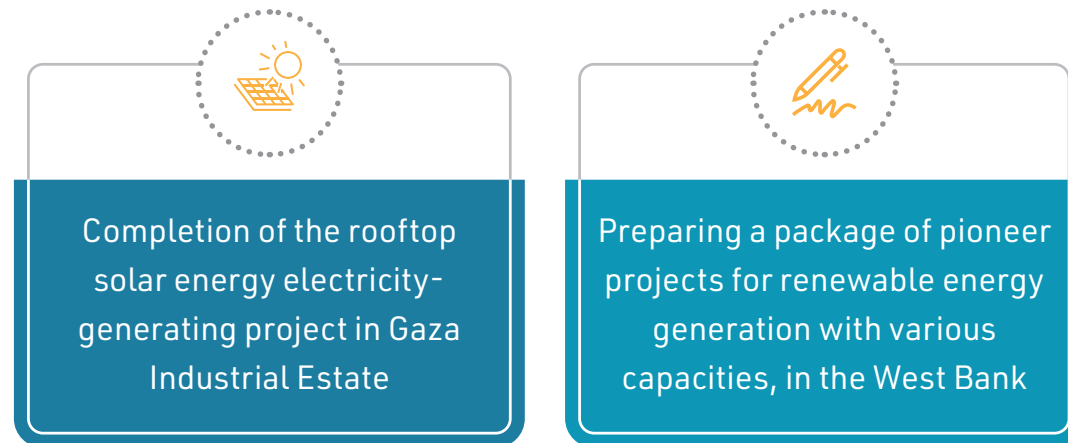 Completion of the rooftop
solar energy electricity-
generating project in Gaza
Industrial Estate
Preparing a package of pioneer
projects for renewable energy
generation with various
capacities, in the West Bank